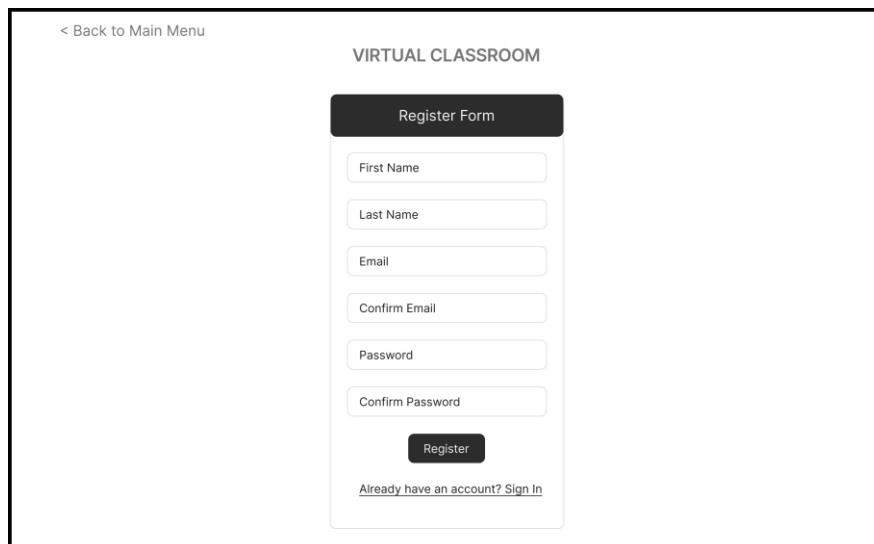 < Back to Main Menu
VIRTUAL CLASSROOM
Register Form
First Name
Last Name
Email
Confirm Email
Password
Confirm Password
Register
Already have an account? Sign In